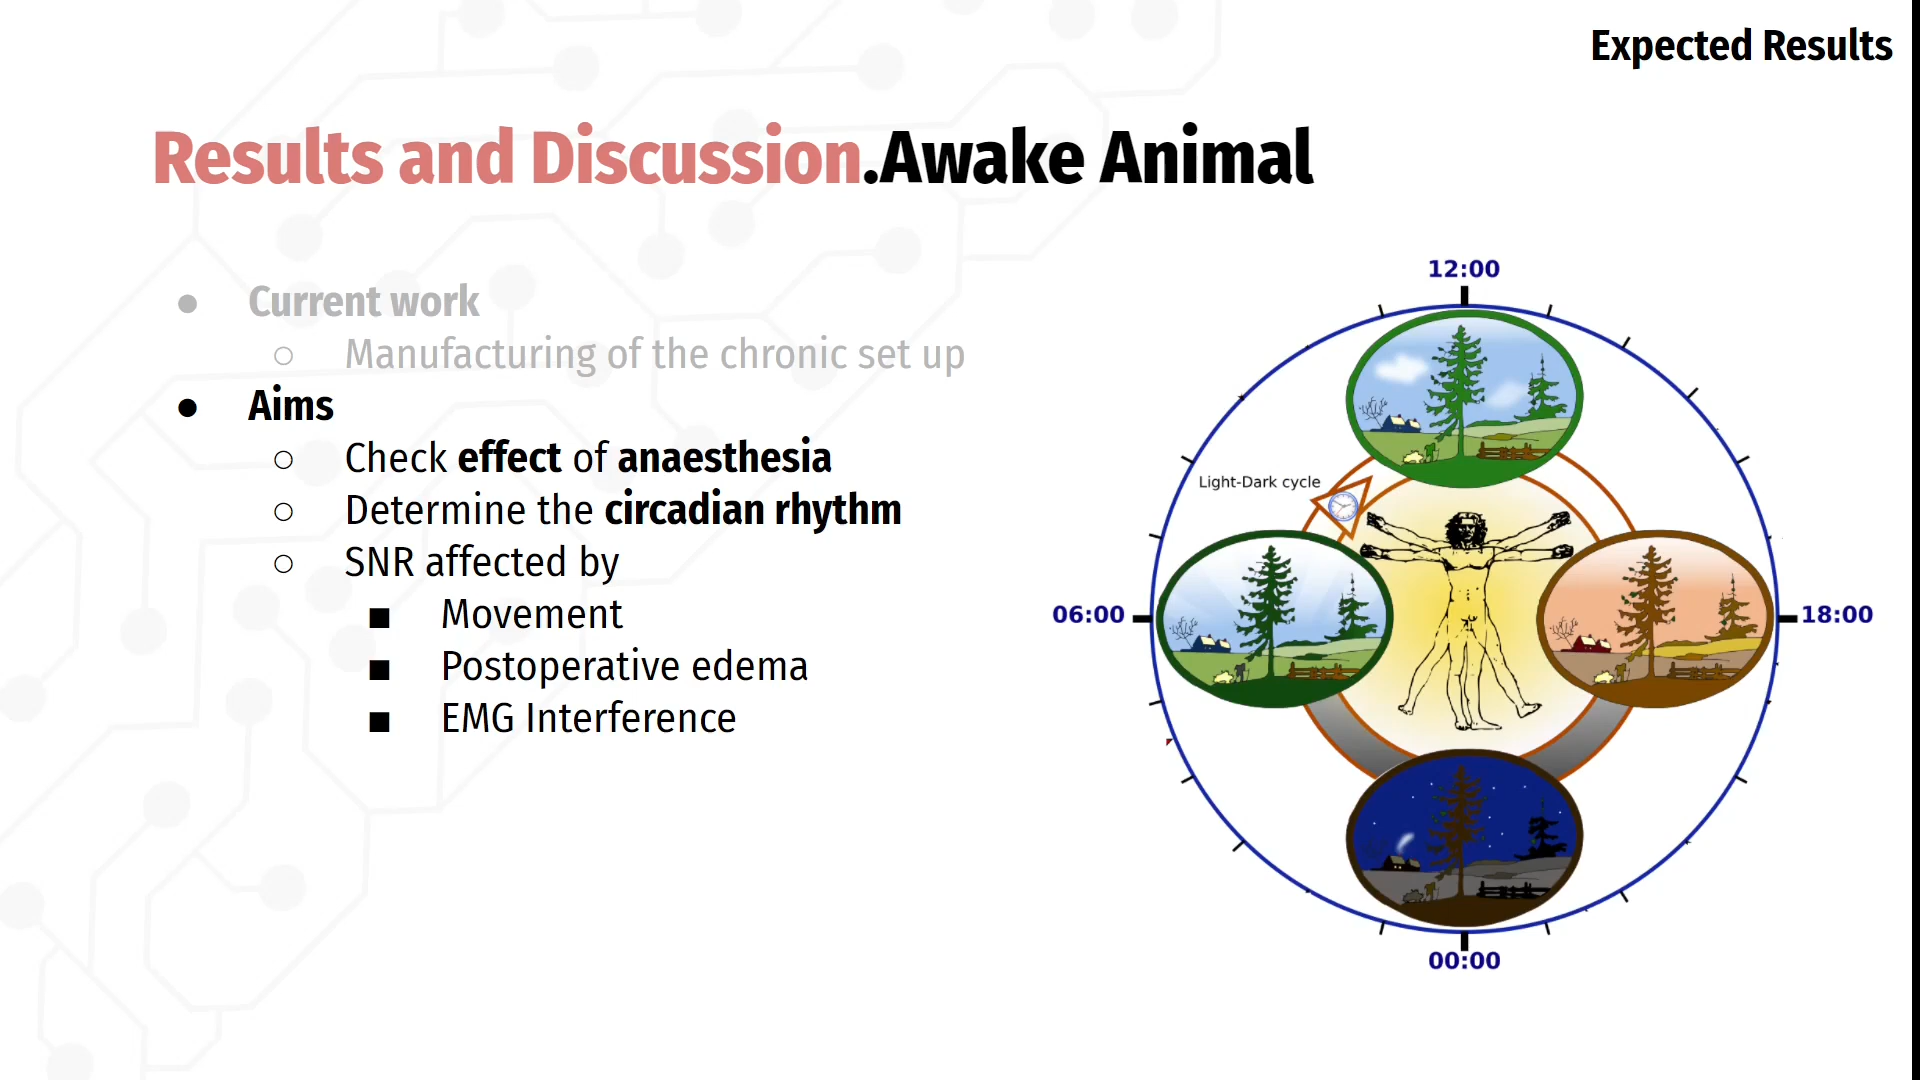 Expected Results
Results and Discussion.Awake Animal
● Current work
○ Manufacturing of the chronic set up
● Aims
○ Check effect of anaesthesia
○ Determine the circadian rhythm
○ SNR affected by
■ Movement
■ Postoperative edema
■ EMG Interference
12:00
Light-Dark cycle
06:00
18:00
00:00